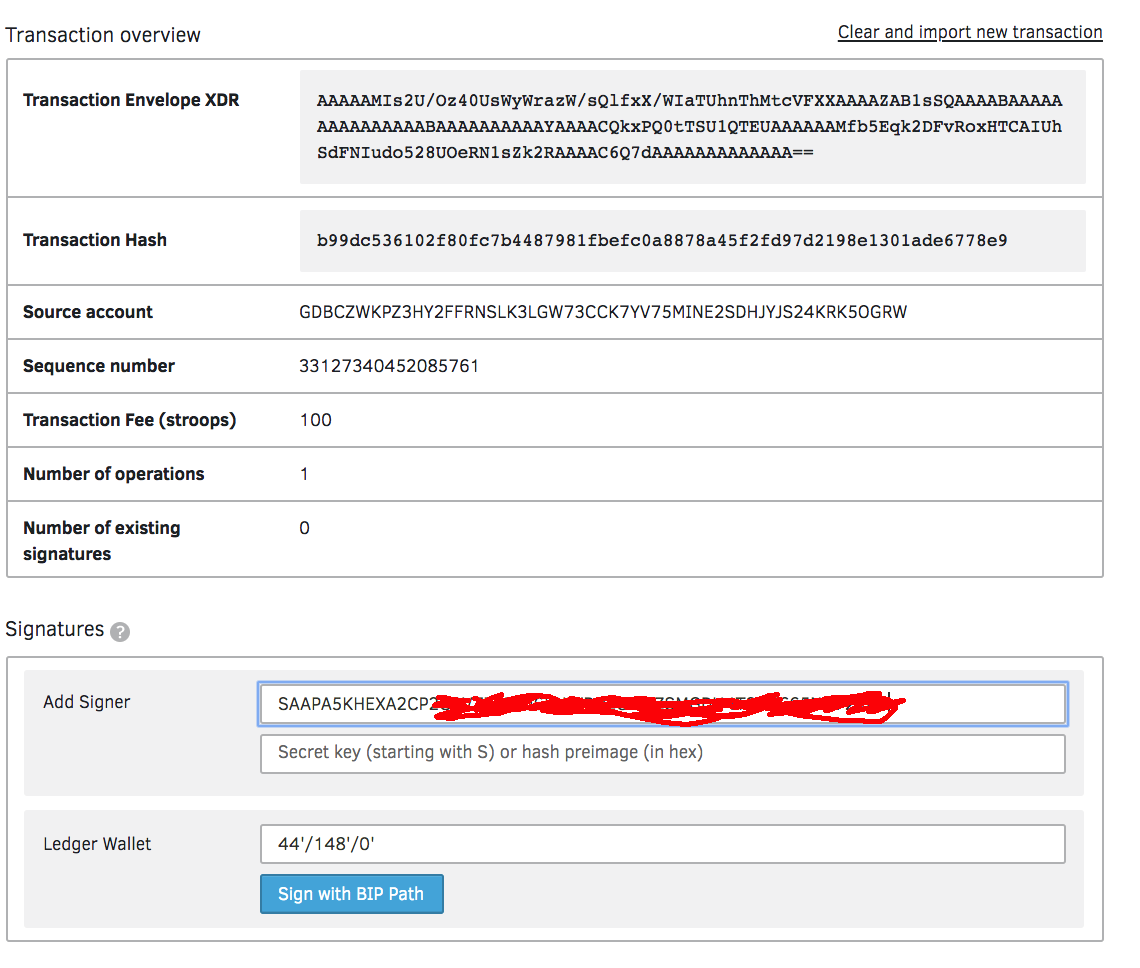 Transaction overview
Clear and import new transaction
Transaction Envelope XDR
AAAAAMIs2U/Oz40UsWyWrazW/sQlfxX/WIaTUhnThMtcVFXXAAAAZAB1sSQAAAABAAAAA
AAAAAAAAAABAAAAAAAAAAYAAAACQkxPQ0tTSU1QTEUAAAAAAMfb5Eqk2DFvRoxHTCAIUh
SdFNIudo528UOeRN1sZk2RAAAAC6Q7dAAAAAAAAAAAAA==
Transaction Hash
b99dc536102f80fc7b4487981fbefc0a8878a45f2fd97d2198e1301ade6778e9
Source account
GDBCZWKPZ3HY2FFRNSLK3LGW73CCK7YV75MINE2SDHJYJS24KRK5OGRW
Sequence number
33127340452085761
Transaction Fee (stroops)
100
Number of operations
1
Number of existing
signatures
0
Signatures ?
Add Signer
SAAPA5KHEXA2CP2
Secret key (starting with S) or hash preimage (in hex)
Ledger Wallet
44'/148'/0'
Sign with BIP Path